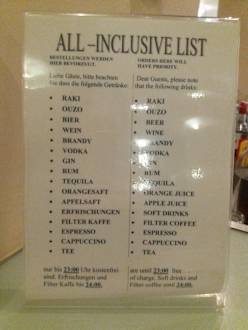 ALL –INCLUSIVE LIST
BESTELLUNGEN WERDEN
HIER BEVORZUGT.
Liebe Gäste, bitte beachten
Sie dass die folgende Getränke:
RAKI
OUZO
BIER
WEIN
BRANDY
VODKA
GIN
RUM
TEQUILA
ORANGESAFT
APFELSAFT
ERFRISCHUNGEN
FILTER KAFFE
ESPRESSO
CAPPUCCINO
TEE
nur bis 23:00 Uhr kostenfrei
sind. Erfrischungen und
Filter Kaffe bis 24:00.
ORDERS HERE WILL
HAVE PRIORITY.
Dear Guests, please note
that the following drinks:
RAKI
OUZO
BEER
WINE
BRANDY
VODKA
GIN
RUM
TEQUILA
ORANGE JUICE
APPLE JUICE
SOFT DRINKS
FILTER COFFEE
ESPRESSO
CAPPUCCINO
TEA
are until 23:00 free
of charge. Soft drinks and
Filter coffee until 24:00.